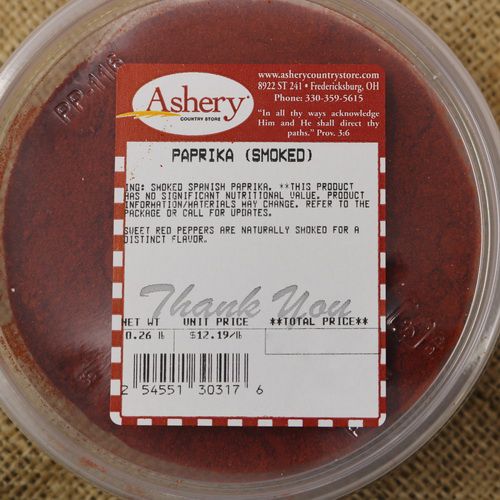 PP-116
Ashery
COUNTRY STORE
www.asherycountrystore.com
8922 ST 241 • Fredericksburg, OH
Phone: 330-359-5615
"In all thy ways acknowledge
Him and He shall direct thy
paths." Prov. 3:6
PAPRIKA (SMOKED)
ING: SMOKED SPANISH PAPRIKA. **THIS PRODUCT
HAS NO SIGNIFICANT NUTRITIONAL VALUE. PRODUCT
INFORMATION/MATERIALS MAY CHANGE. REFER TO THE
PACKAGE OR CALL FOR UPDATES.
SWEET RED PEPPERS ARE NATURALLY SMOKED FOR A
DISTINCT FLAVOR.
Thank You
NET WT UNIT PRICE **TOTAL PRICE**
0.26 lb $12.19/lb
2 54551 30317 6